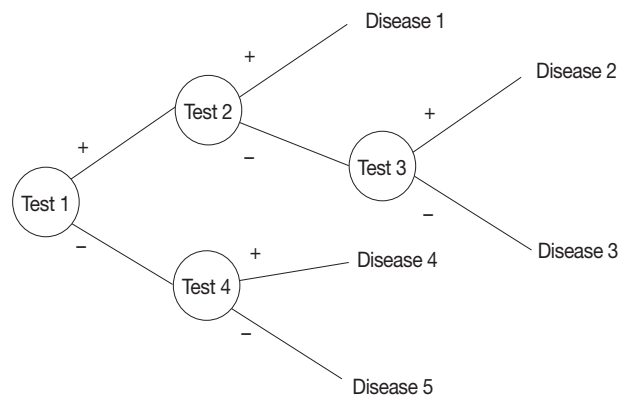 Disease 1
+
Disease 2
Test 2
+
+
−
Test 3
Test 1
−
−
+
Disease 3
Disease 4
Test 4
−
Disease 5